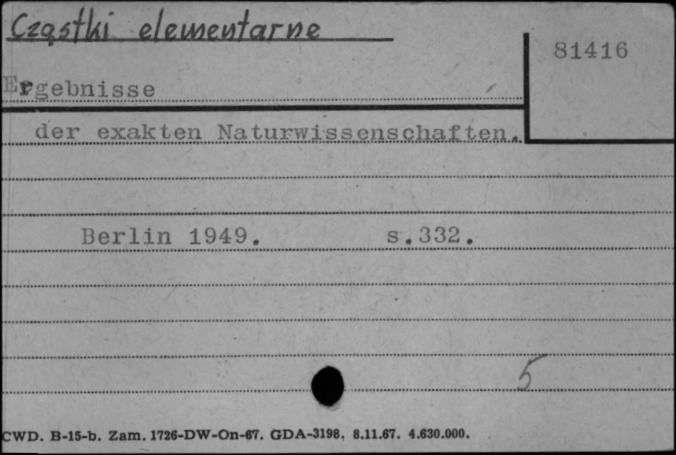 Cząstki elementarne
81416
Ergebnisse
der exakten Naturwissenschaften.
Berlin 1949. s.332.
5
CWD. B-15-b. Zam. 1726-DW-On-67. GDA-3198. 8.11.67. 4.630.000.